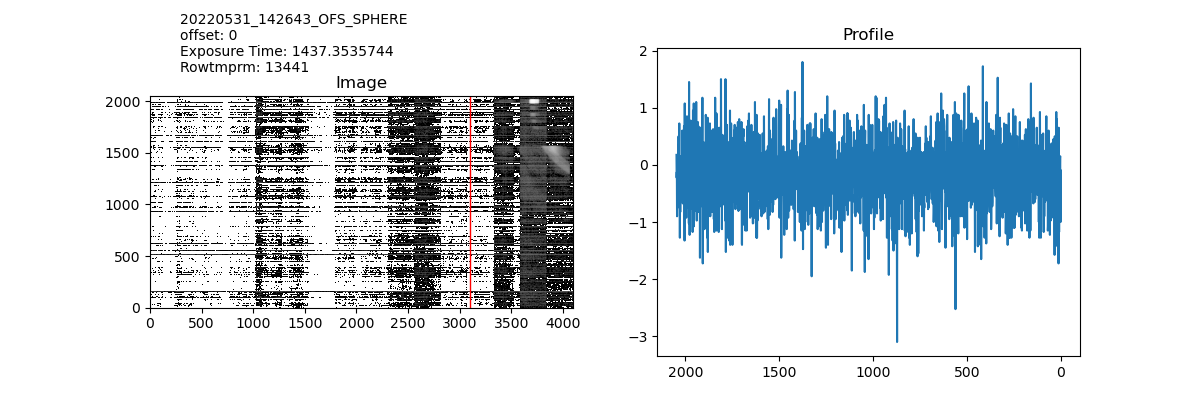 20220531_142643_OFS_SPHERE
offset: 0
Exposure Time: 1437.3535744
Rowtmprm: 13441
Image
2000
1500
1000
500
0
0 500 1000 1500 2000 2500 3000 3500 4000
Profile
2
1
0
−1
−2
−3
2000 1500 1000 500 0